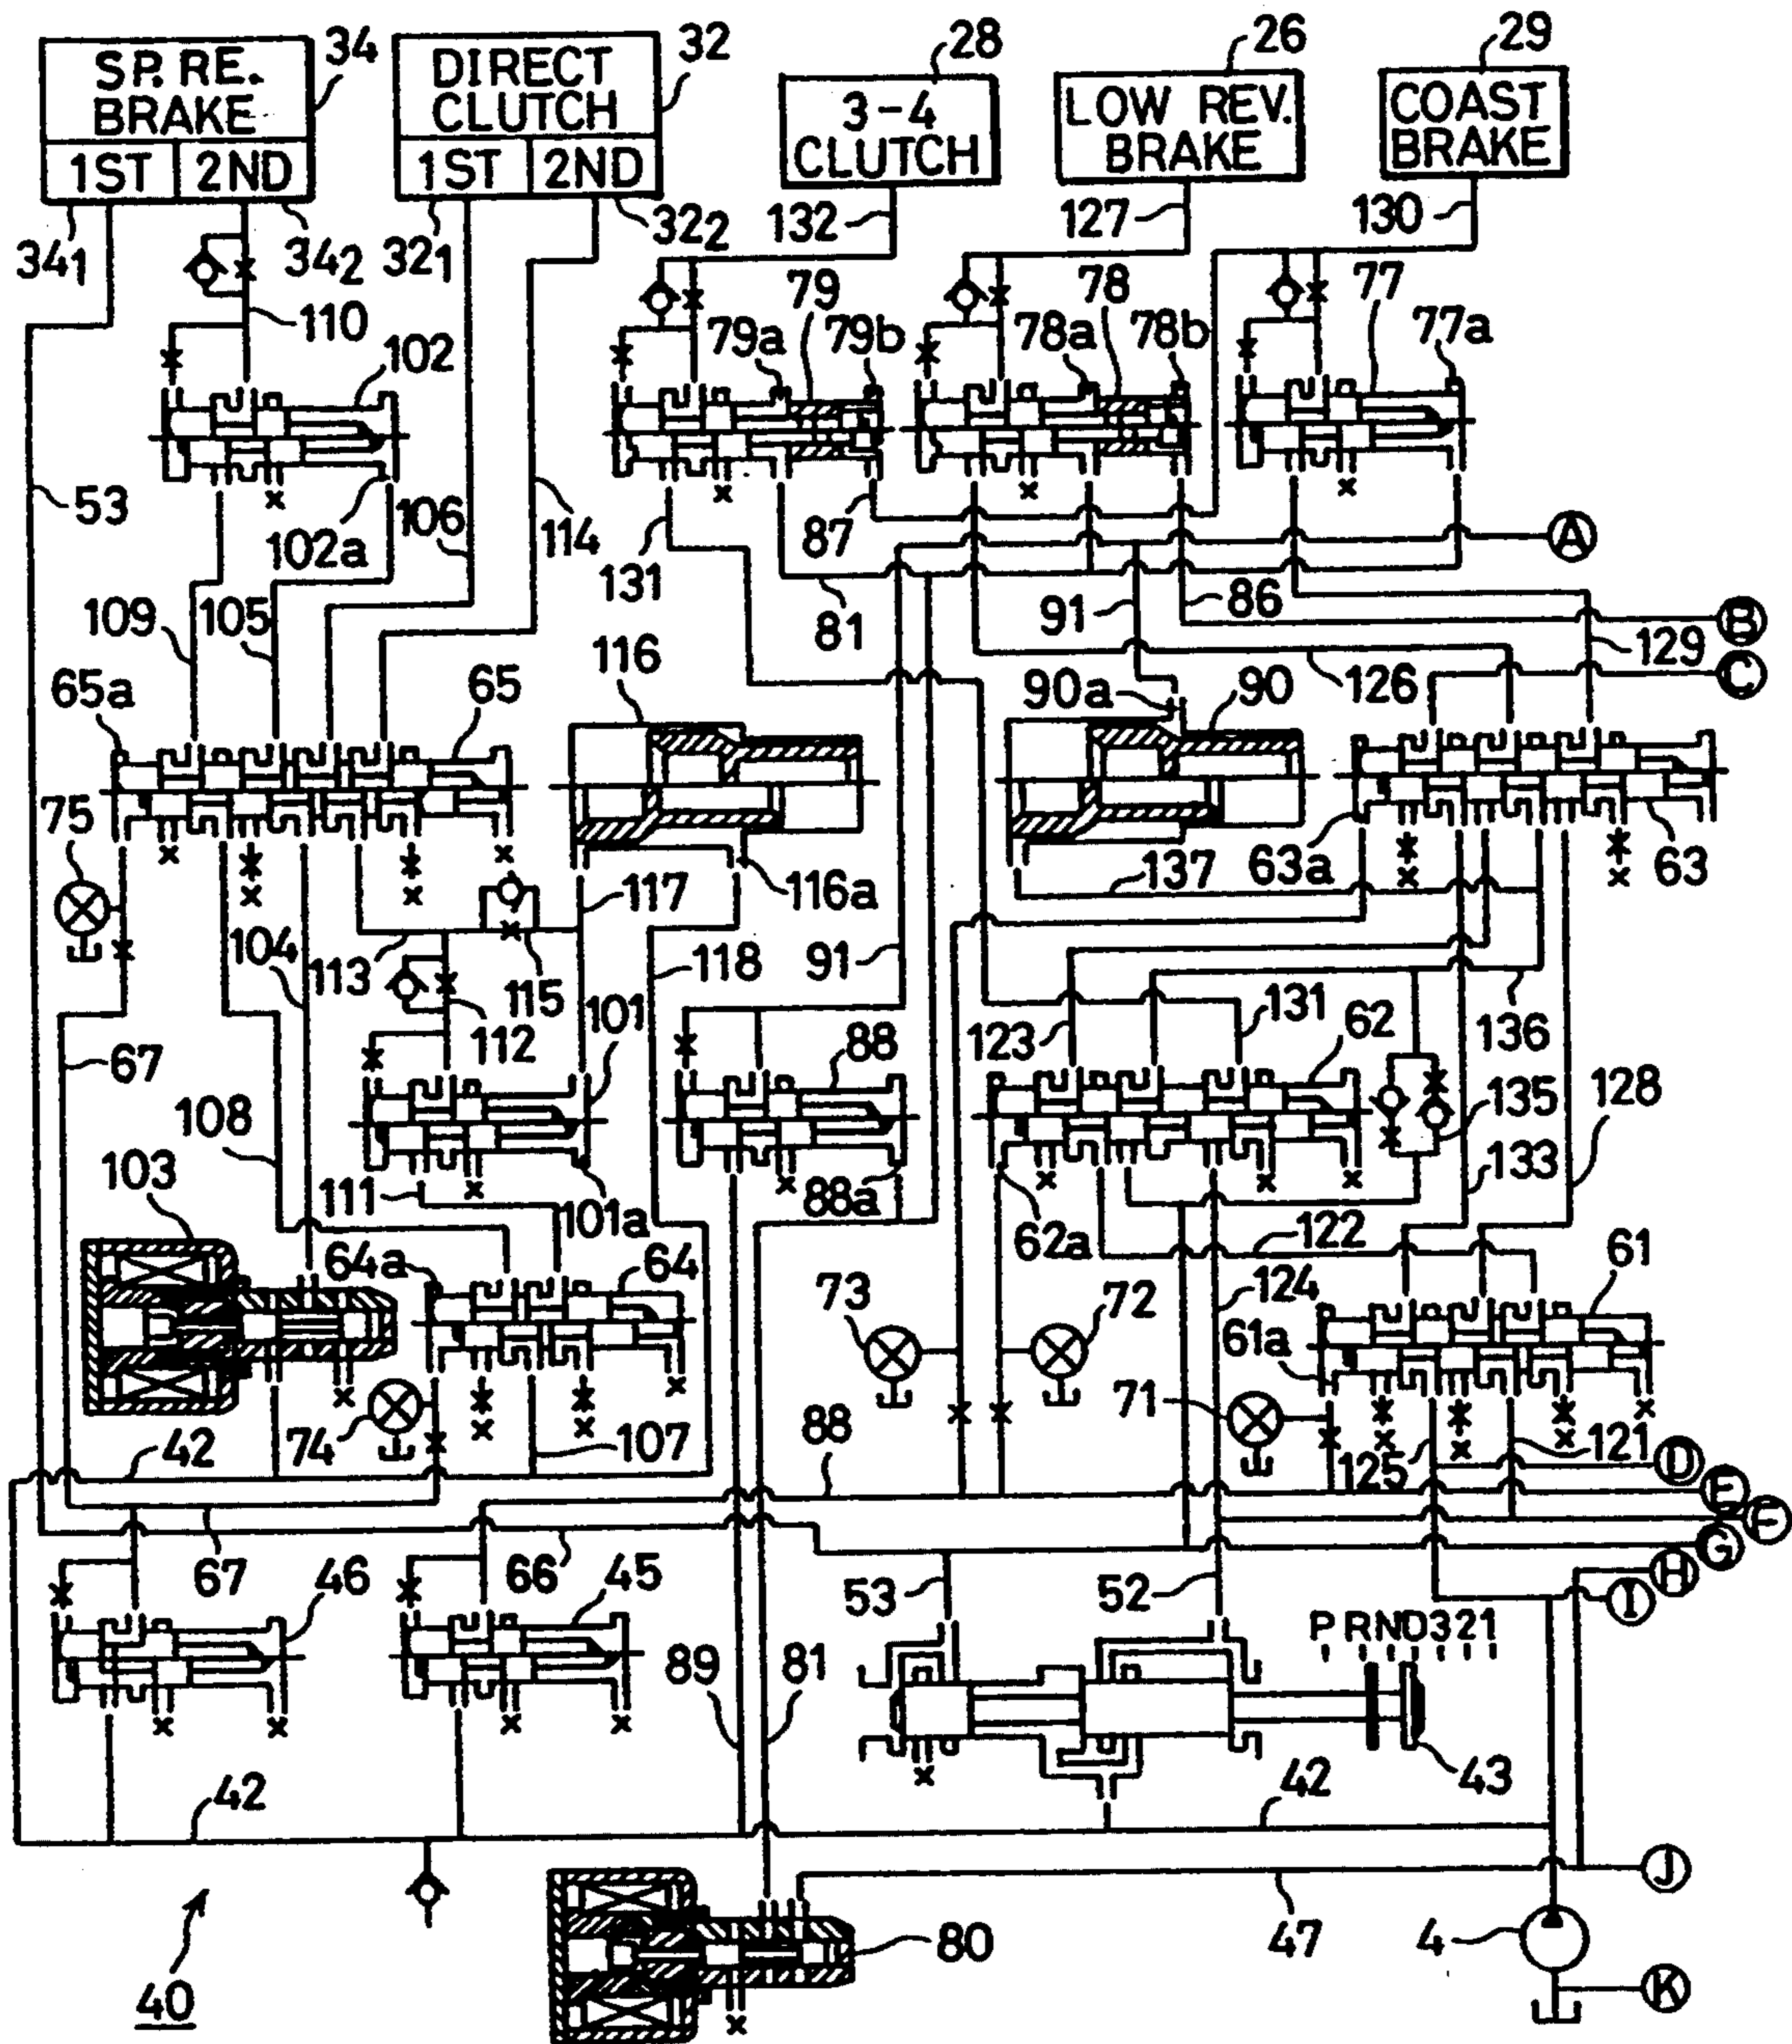 34
SP. RE.
BRAKE
1ST
2ND
34₁
34₂
32
DIRECT
CLUTCH
1ST
2ND
32₁
32₂
28
3-4
CLUTCH
26
LOW REV.
BRAKE
29
COAST
BRAKE
132
127
130
110
102
79
79a
79b
78
78a
78b
77
77a
53
102a
106
114
131
87
A
109
105
81
91
86
B
129
126
C
116
65a
65
90a
90
75
117
116a
137
63a
63
104
113
115
118
91
67
112
101
88
123
131
62
136
135
128
108
103
111
101a
88a
62a
122
133
61
64a
64
73
72
124
61a
74
71
42
107
88
125
121
D
E
F
G
H
I
67
46
66
45
53
52
P R N D 3 2 1
89
81
42
42
43
J
80
47
4
K
40